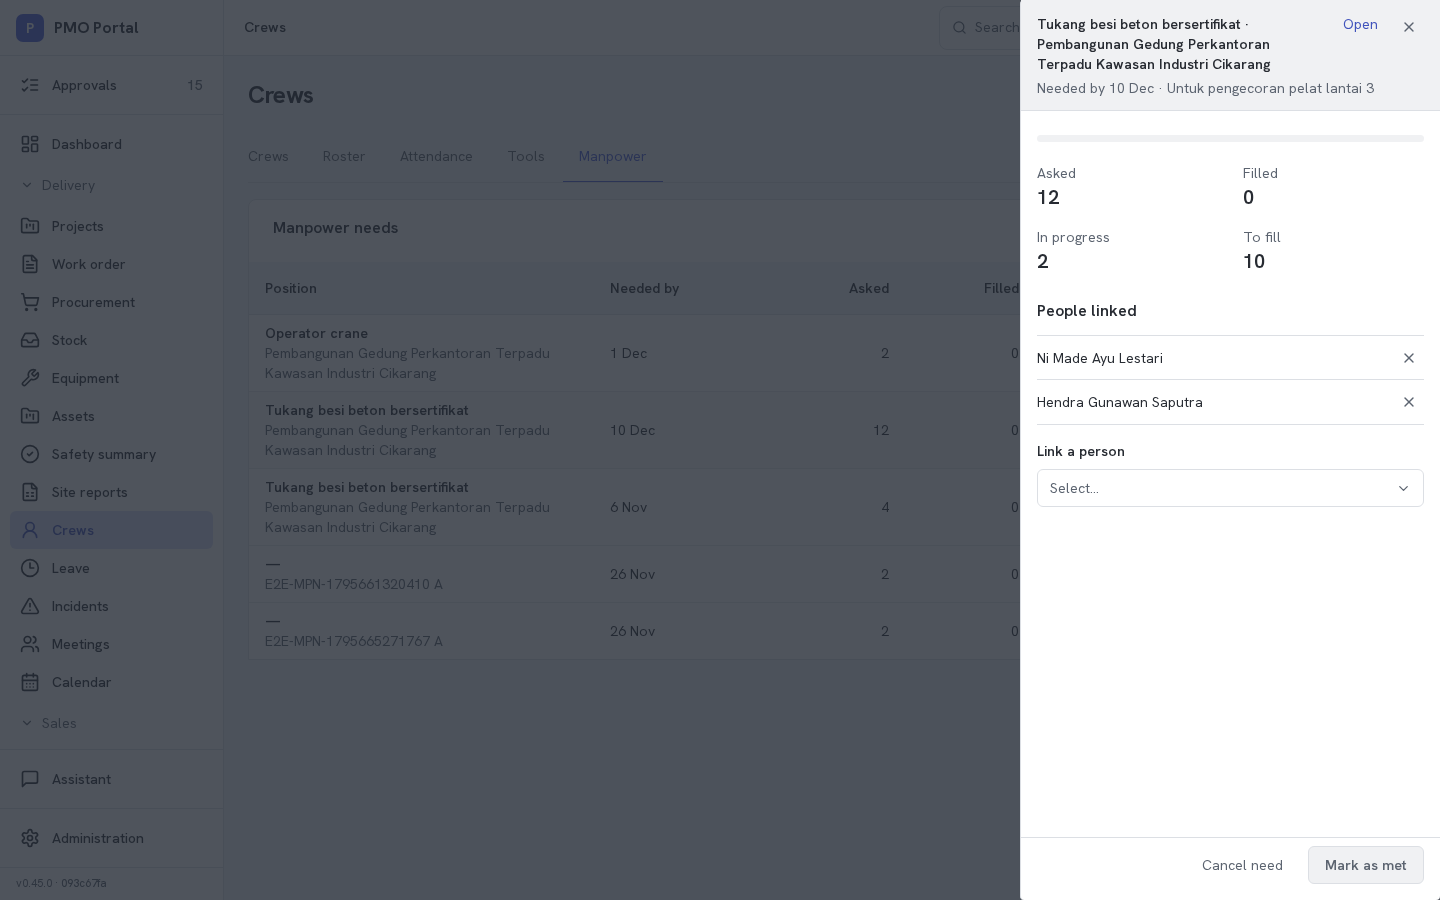 P PMO Portal
Approvals 15
Dashboard
Delivery
Projects
Work order
Procurement
Stock
Equipment
Assets
Safety summary
Site reports
Crews
Leave
Incidents
Meetings
Calendar
Sales
Assistant
Administration
v0.45.0 · 093c67fa
Crews
Search
Crews
Crews Roster Attendance Tools Manpower
Manpower needs
Position Needed by Asked Filled
Operator crane
Pembangunan Gedung Perkantoran Terpadu
Kawasan Industri Cikarang
1 Dec 2 0
Tukang besi beton bersertifikat
Pembangunan Gedung Perkantoran Terpadu
Kawasan Industri Cikarang
10 Dec 12 0
Tukang besi beton bersertifikat
Pembangunan Gedung Perkantoran Terpadu
Kawasan Industri Cikarang
6 Nov 4 0
—
E2E-MPN-1795661320410 A
26 Nov 2 0
—
E2E-MPN-1795665271767 A
26 Nov 2 0
Tukang besi beton bersertifikat ·
Pembangunan Gedung Perkantoran
Terpadu Kawasan Industri Cikarang
Open
Needed by 10 Dec · Untuk pengecoran pelat lantai 3
Asked Filled
12 0
In progress To fill
2 10
People linked
Ni Made Ayu Lestari
Hendra Gunawan Saputra
Link a person
Select...
Cancel need Mark as met